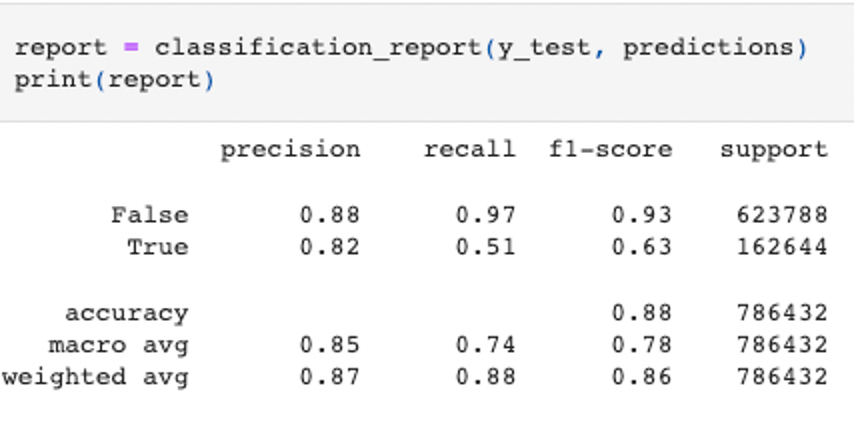 report = classification_report(y_test, predictions)
print(report)
precision recall f1-score support
False 0.88 0.97 0.93 623788
True 0.82 0.51 0.63 162644
accuracy 0.88 786432
macro avg 0.85 0.74 0.78 786432
weighted avg 0.87 0.88 0.86 786432